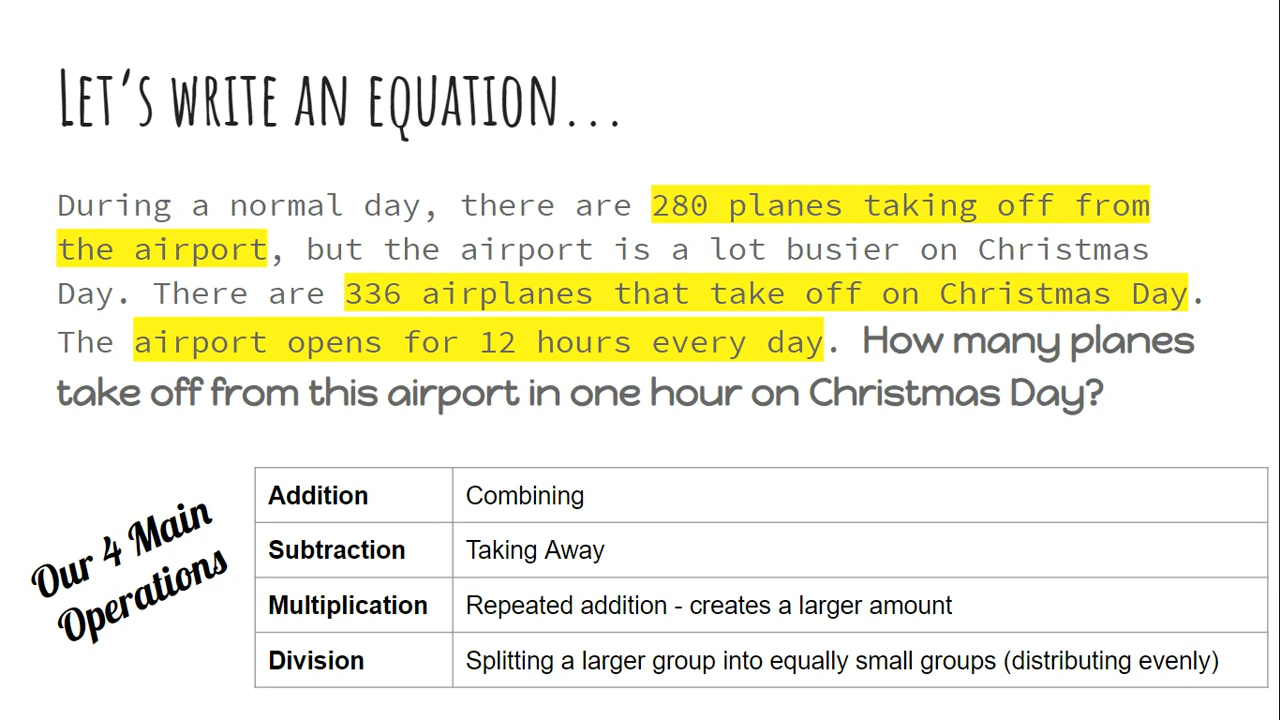 LET'S WRITE AN EQUATION...
During a normal day, there are 280 planes taking off from
the airport, but the airport is a lot busier on Christmas
Day. There are 336 airplanes that take off on Christmas Day.
The airport opens for 12 hours every day. How many planes
take off from this airport in one hour on Christmas Day?
Our 4 Main
Operations
Addition Combining
Subtraction Taking Away
Multiplication Repeated addition - creates a larger amount
Division Splitting a larger group into equally small groups (distributing evenly)